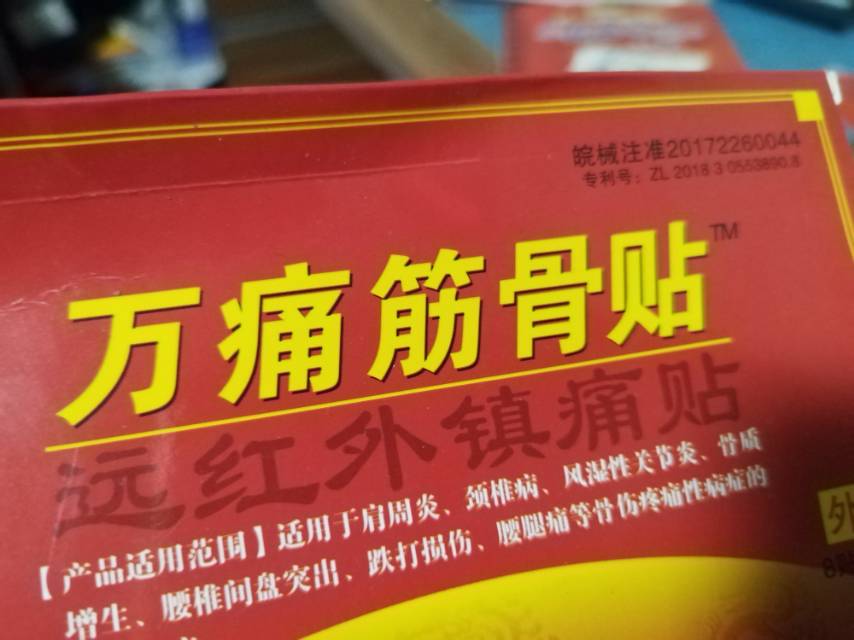 皖械注准20172260044
专利号：ZL 2018 3 0553890.8
万痛筋骨贴™
远红外镇痛贴
【产品适用范围】适用于肩周炎、颈椎病、风湿性关节炎、骨质
增生、腰椎间盘突出、跌打损伤、腰腿痛等骨伤疼痛性病症的
外
8贴